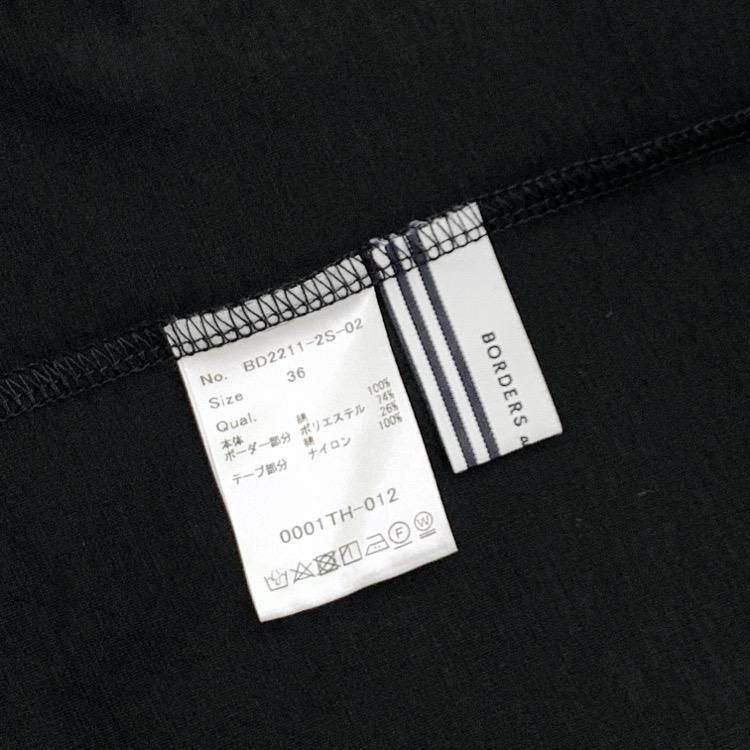 No. BD2211-2S-02
Size 36
Qual.
本体 綿 100%
ボーダー部分 ポリエステル 74%
綿 26%
テープ部分 ナイロン 100%
0001TH-012
F W
BORDERS a